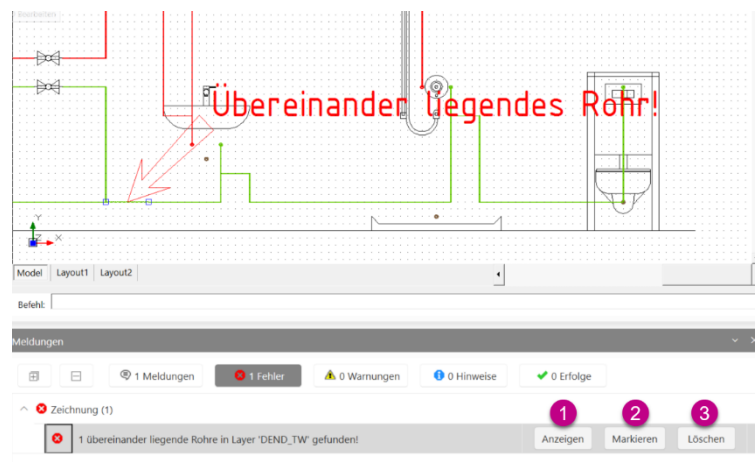 Übereinander liegendes Rohr!
Y
Z X
Model Layout1 Layout2
Befehl:
Meldungen
1 Meldungen 1 Fehler 0 Warnungen 0 Hinweise 0 Erfolge
Zeichnung (1)
1 2 3
1 übereinander liegende Rohre in Layer 'DEND_TW' gefunden! Anzeigen Markieren Löschen